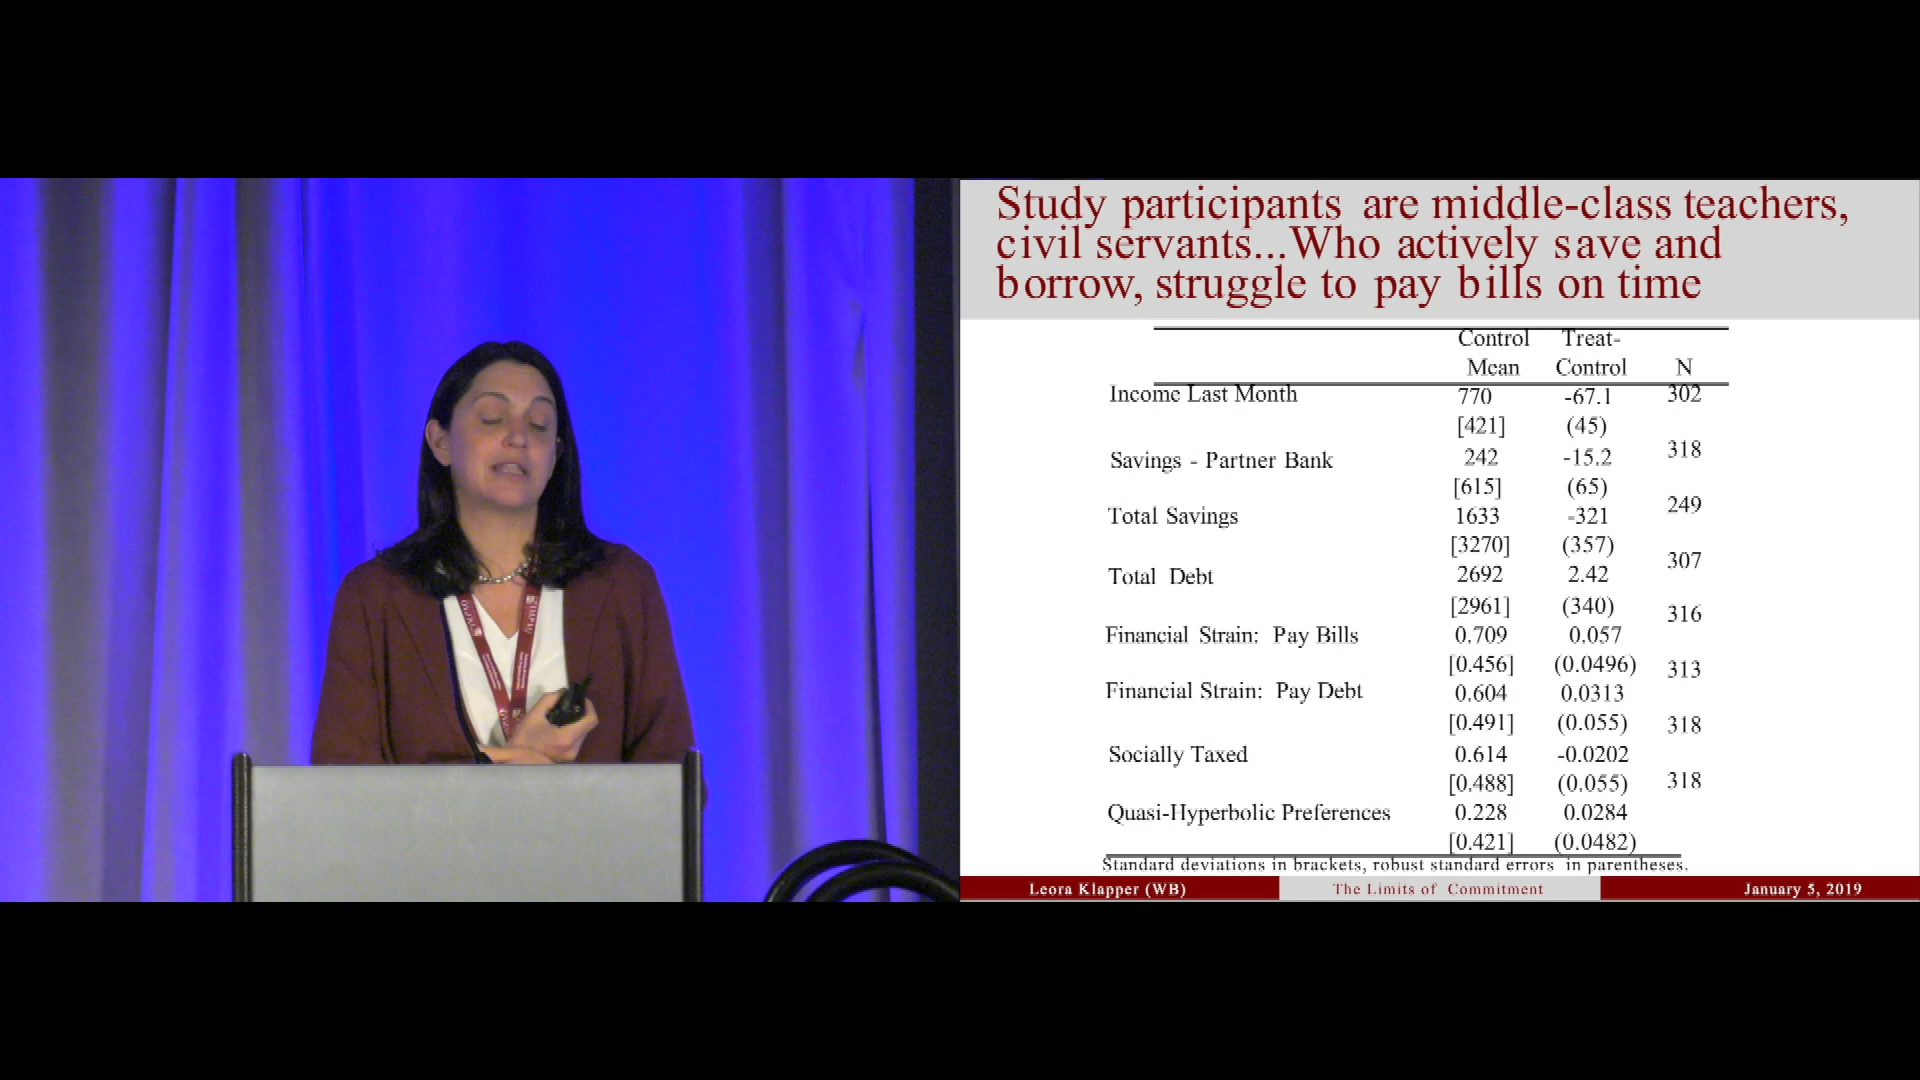 Study participants are middle-class teachers,
civil servants...Who actively save and
borrow, struggle to pay bills on time
Control Treat-
Mean Control N
Income Last Month 770 -67.1 302
[421] (45)
Savings - Partner Bank 242 -15.2 318
[615] (65)
Total Savings 1633 -321 249
[3270] (357)
Total Debt 2692 2.42 307
[2961] (340)
Financial Strain: Pay Bills 0.709 0.057 316
[0.456] (0.0496)
Financial Strain: Pay Debt 0.604 0.0313 313
[0.491] (0.055)
Socially Taxed 0.614 -0.0202 318
[0.488] (0.055)
Quasi-Hyperbolic Preferences 0.228 0.0284 318
[0.421] (0.0482)
Standard deviations in brackets, robust standard errors in parentheses.
Leora Klapper (WB) The Limits of Commitment January 5, 2019